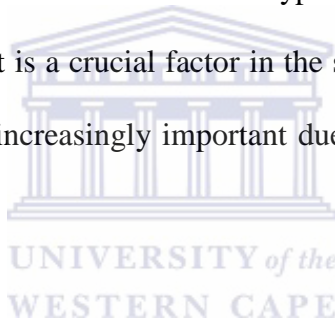 t is a crucial factor in the s
increasingly important due
UNIVERSITY of the
WESTERN CAPE